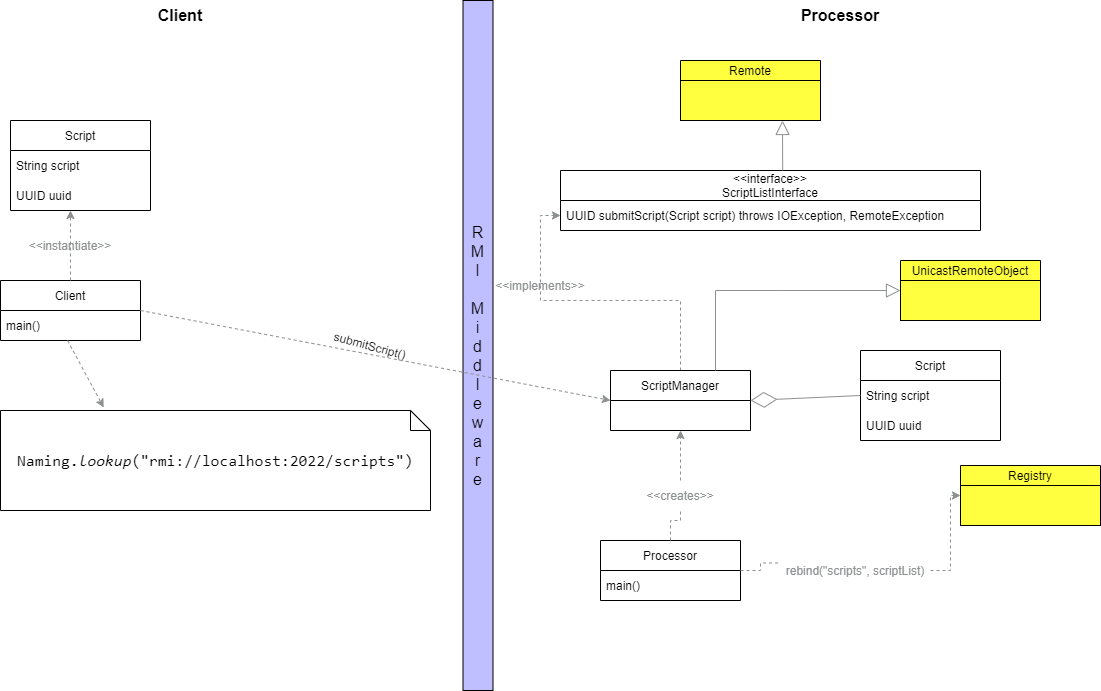 Client
Processor
Remote
Script
String script
UUID uuid
<<interface>>
ScriptListInterface
UUID submitScript(Script script) throws IOException, RemoteException
<<instantiate>>
RMI Middleware
UnicastRemoteObject
<<implements>>
Client
main()
submitScript()
ScriptManager
Script
String script
UUID uuid
Naming.lookup("rmi://localhost:2022/scripts")
Registry
<<creates>>
Processor
main()
rebind("scripts", scriptList)